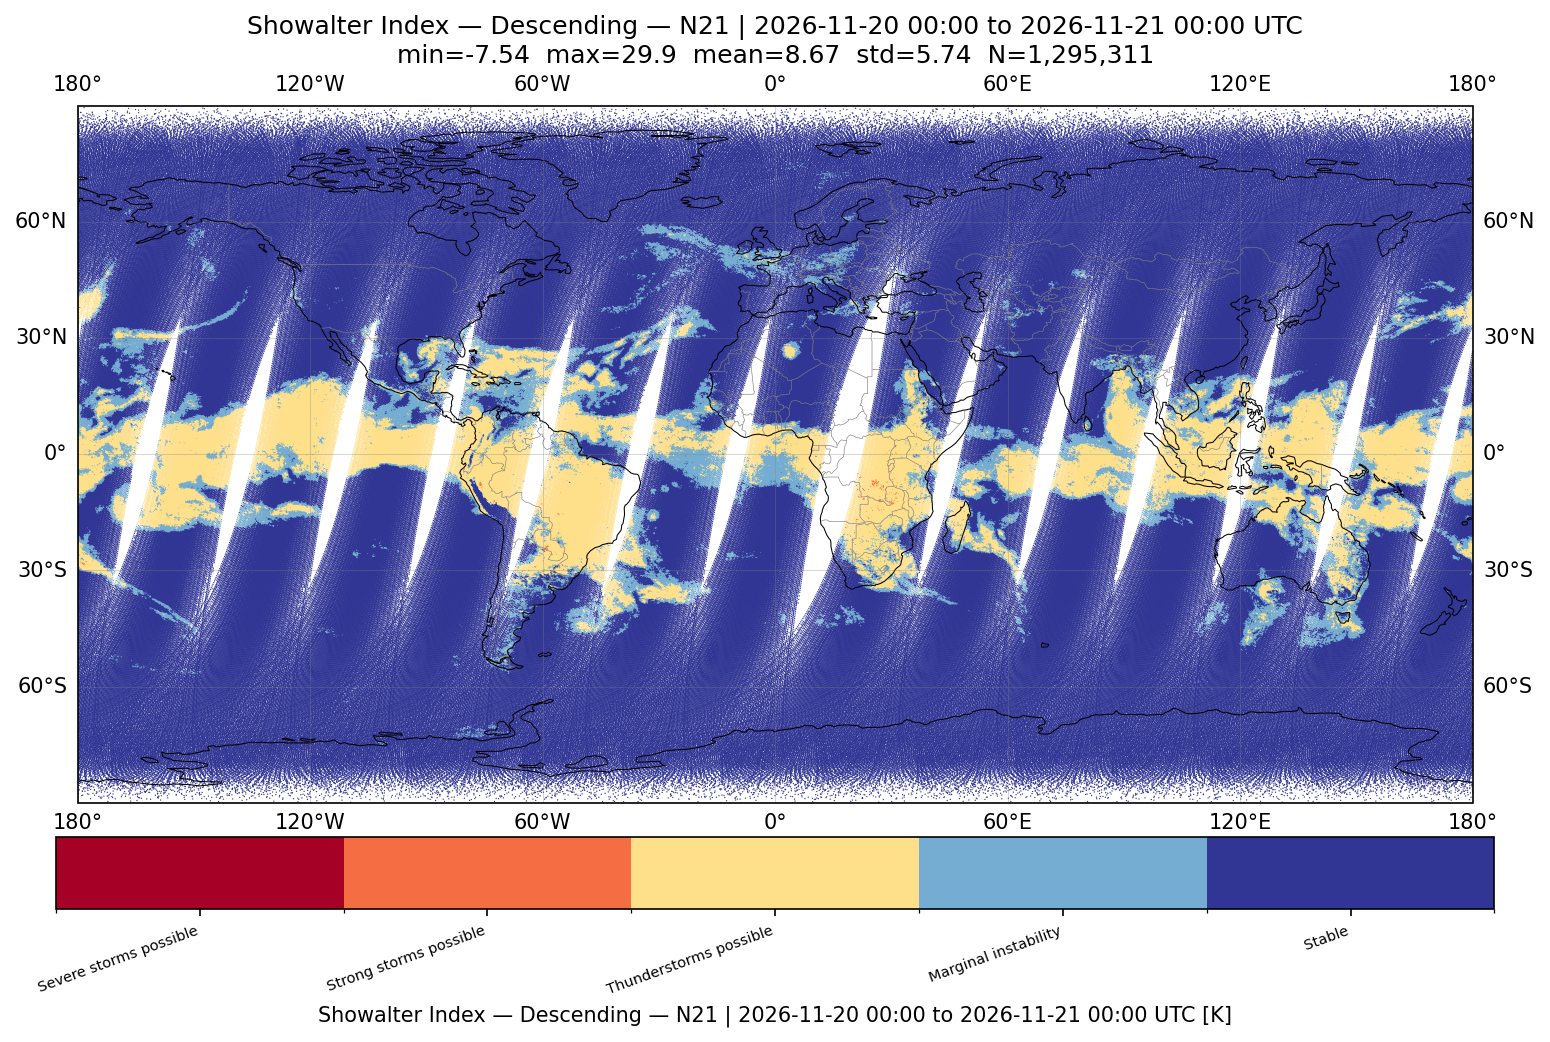 Showalter Index — Descending — N21 | 2026-11-20 00:00 to 2026-11-21 00:00 UTC
min=-7.54 max=29.9 mean=8.67 std=5.74 N=1,295,311
180° 120°W 60°W 0° 60°E 120°E 180°
60°N 60°N
30°N 30°N
0° 0°
30°S 30°S
60°S 60°S
180° 120°W 60°W 0° 60°E 120°E 180°
Severe storms possible
Strong storms possible
Thunderstorms possible
Marginal instability
Stable
Showalter Index — Descending — N21 | 2026-11-20 00:00 to 2026-11-21 00:00 UTC [K]